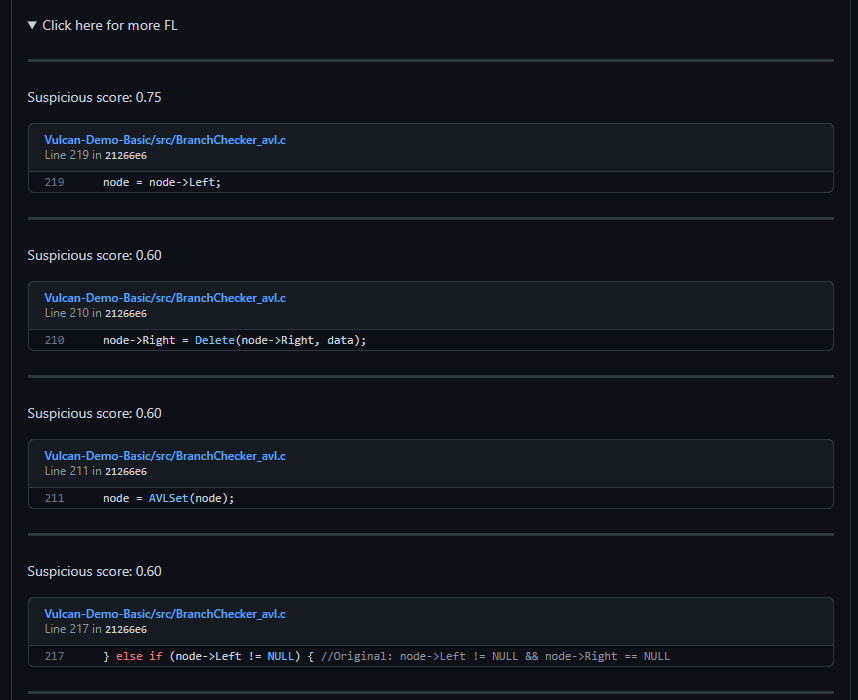 ▼ Click here for more FL
Suspicious score: 0.75
Vulcan-Demo-Basic/src/BranchChecker_avl.c
Line 219 in 21266e6
219 node = node->Left;
Suspicious score: 0.60
Vulcan-Demo-Basic/src/BranchChecker_avl.c
Line 210 in 21266e6
210 node->Right = Delete(node->Right, data);
Suspicious score: 0.60
Vulcan-Demo-Basic/src/BranchChecker_avl.c
Line 211 in 21266e6
211 node = AVLSet(node);
Suspicious score: 0.60
Vulcan-Demo-Basic/src/BranchChecker_avl.c
Line 217 in 21266e6
217 } else if (node->Left != NULL) { //Original: node->Left != NULL && node->Right == NULL